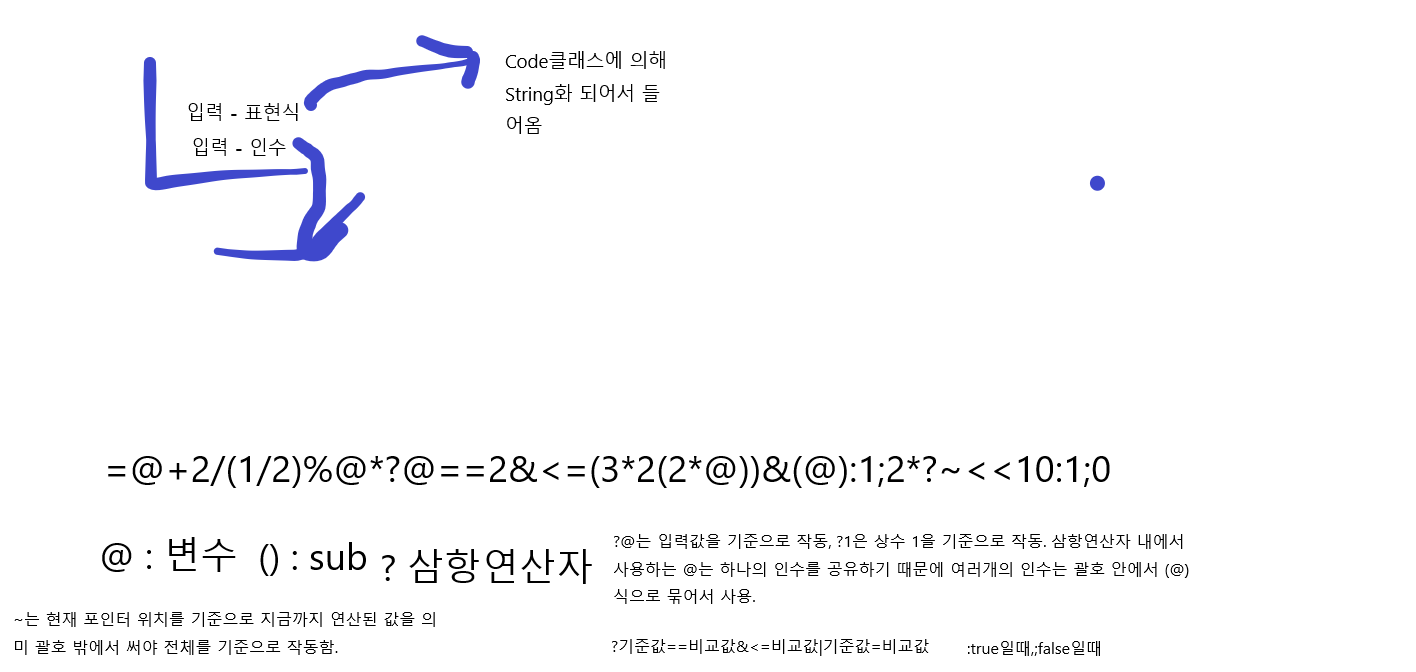 Code클래스에 의해
String화 되어서 들
어옴
입력 - 표현식
입력 - 인수
=@+2/(1/2)%@*?@==2&<=(3*2(2*@))&(@):1;2*?~<<10:1;0
@ : 변수 () : sub ? 삼항연산자
?@는 입력값을 기준으로 작동, ?1은 상수 1을 기준으로 작동. 삼항연산자 내에서
사용하는 @는 하나의 인수를 공유하기 때문에 여러개의 인수는 괄호 안에서 (@)
식으로 묶어서 사용.
~는 현재 포인터 위치를 기준으로 지금까지 연산된 값을 의
미 괄호 밖에서 써야 전체를 기준으로 작동함.
?기준값==비교값&<=비교값|기준값=비교값 :true일때,;false일때